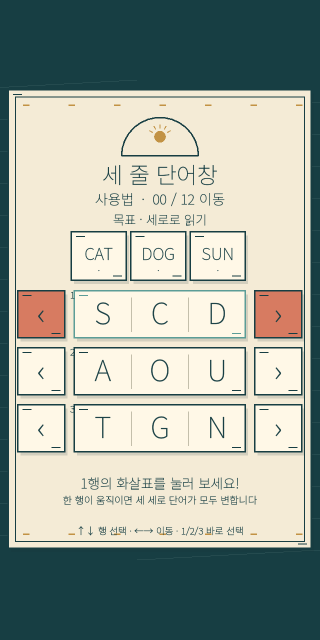 세 줄 단어창
사용법 · 00 / 12 이동
목표 · 세로로 읽기
CAT DOG SUN
· · ·
1
‹ S C D ›
2
‹ A O U ›
3
‹ T G N ›
1행의 화살표를 눌러 보세요!
한 행이 움직이면 세 세로 단어가 모두 변합니다
↑↓ 행 선택 · ←→ 이동 · 1/2/3 바로 선택